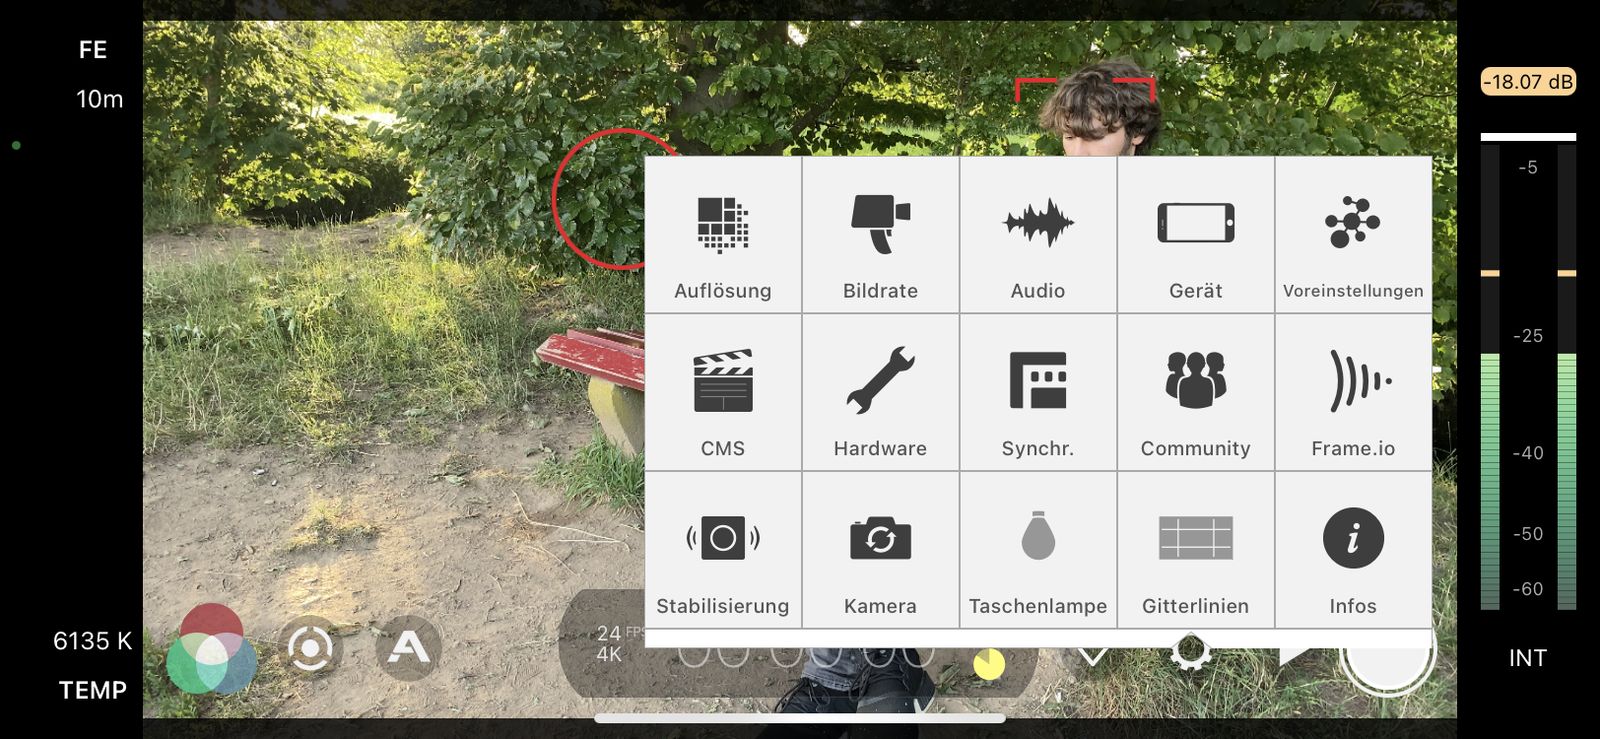 FE
10m
-18.07 dB
-5
-25
-40
-50
-60
INT
Auflösung
Bildrate
Audio
Gerät
Voreinstellungen
CMS
Hardware
Synchr.
Community
Frame.io
Stabilisierung
Kamera
Taschenlampe
Gitterlinien
Infos
6135 K
TEMP
A
24 FPS
4K